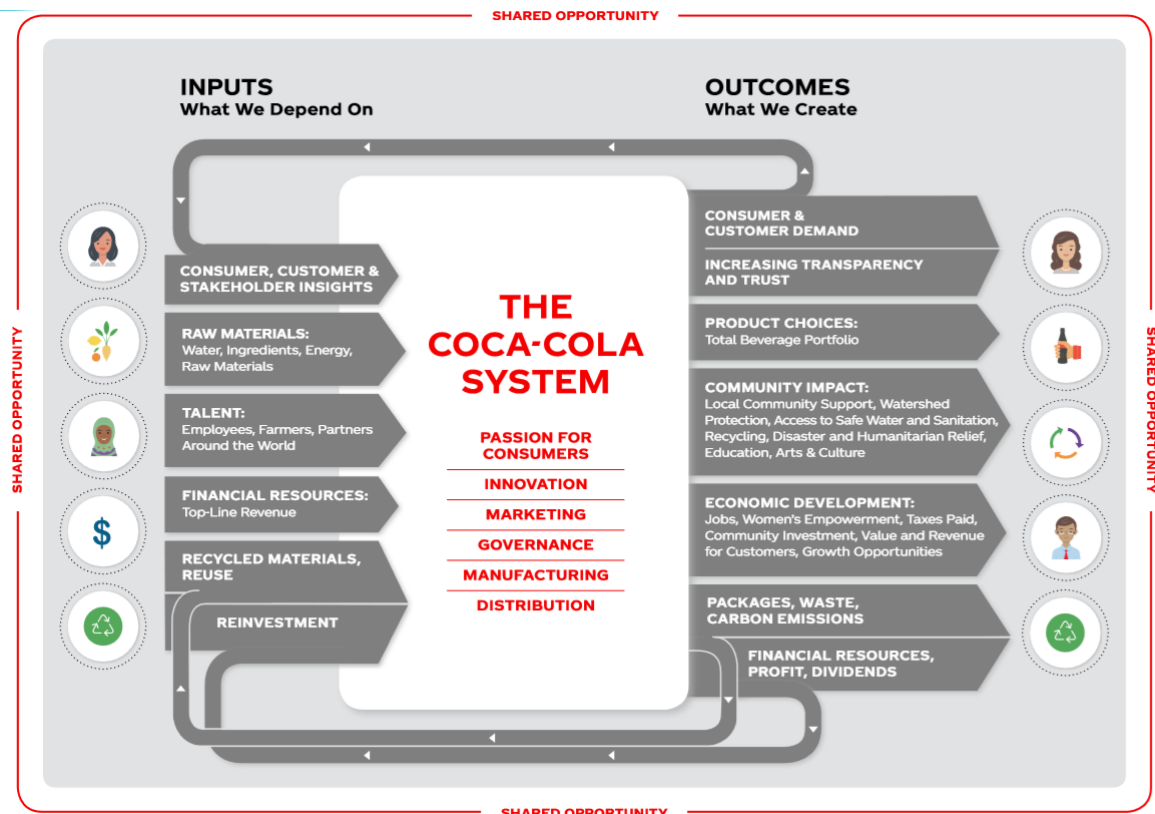 SHARED OPPORTUNITY
INPUTS
What We Depend On
CONSUMER, CUSTOMER &
STAKEHOLDER INSIGHTS
RAW MATERIALS:
Water, Ingredients, Energy,
Raw Materials
TALENT:
Employees, Farmers, Partners
Around the World
FINANCIAL RESOURCES:
Top-Line Revenue
RECYCLED MATERIALS,
REUSE
REINVESTMENT
THE
COCA-COLA
SYSTEM
PASSION FOR
CONSUMERS
INNOVATION
MARKETING
GOVERNANCE
MANUFACTURING
DISTRIBUTION
OUTCOMES
What We Create
CONSUMER &
CUSTOMER DEMAND
INCREASING TRANSPARENCY
AND TRUST
PRODUCT CHOICES:
Total Beverage Portfolio
COMMUNITY IMPACT:
Local Community Support, Watershed
Protection, Access to Safe Water and Sanitation,
Recycling, Disaster and Humanitarian Relief,
Education, Arts & Culture
ECONOMIC DEVELOPMENT:
Jobs, Women's Empowerment, Taxes Paid,
Community Investment, Value and Revenue
for Customers, Growth Opportunities
PACKAGES, WASTE,
CARBON EMISSIONS
FINANCIAL RESOURCES,
PROFIT, DIVIDENDS
$
SHARED OPPORTUNITY
SHARED OPPORTUNITY
SHARED OPPORTUNITY